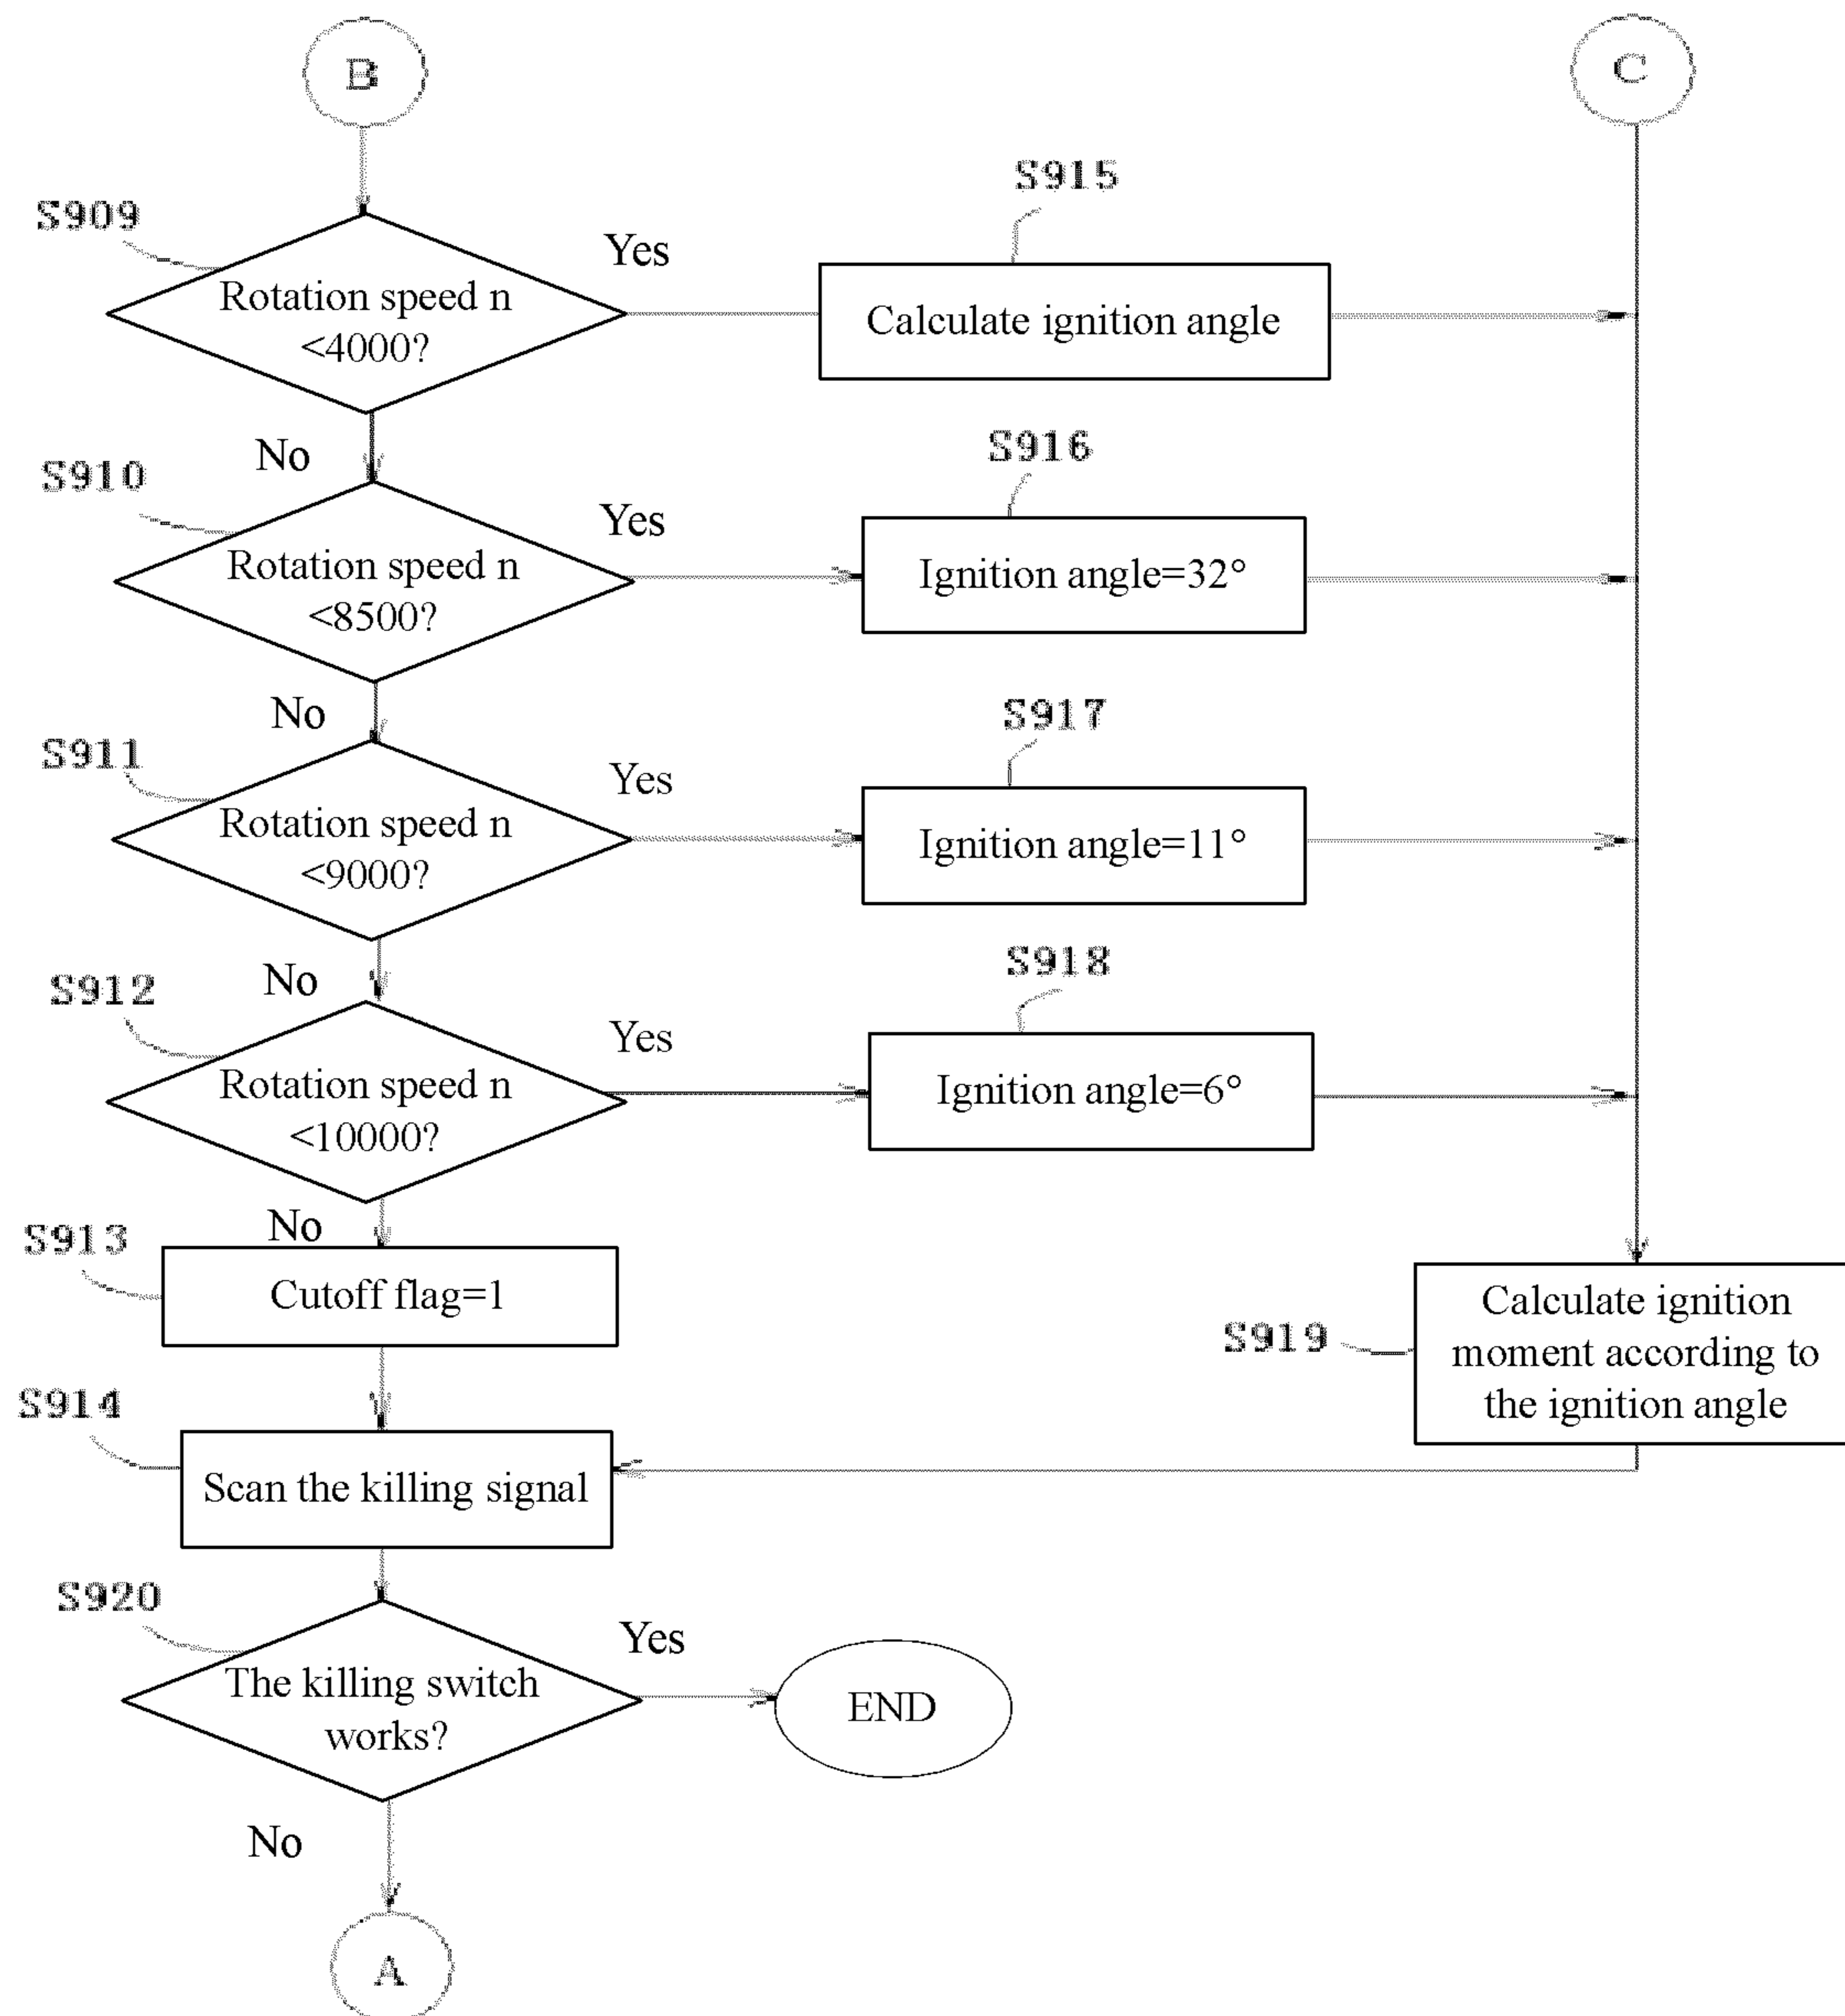 B
C
S915
S909
Yes
Rotation speed n
<4000?
Calculate ignition angle
No
S916
S910
Yes
Rotation speed n
<8500?
Ignition angle=32°
No
S917
S911
Yes
Rotation speed n
<9000?
Ignition angle=11°
No
S918
S912
Yes
Rotation speed n
<10000?
Ignition angle=6°
No
S913
Cutoff flag=1
Calculate ignition
moment according to
the ignition angle
S919
S914
Scan the killing signal
S920
Yes
The killing switch
works?
END
No
A